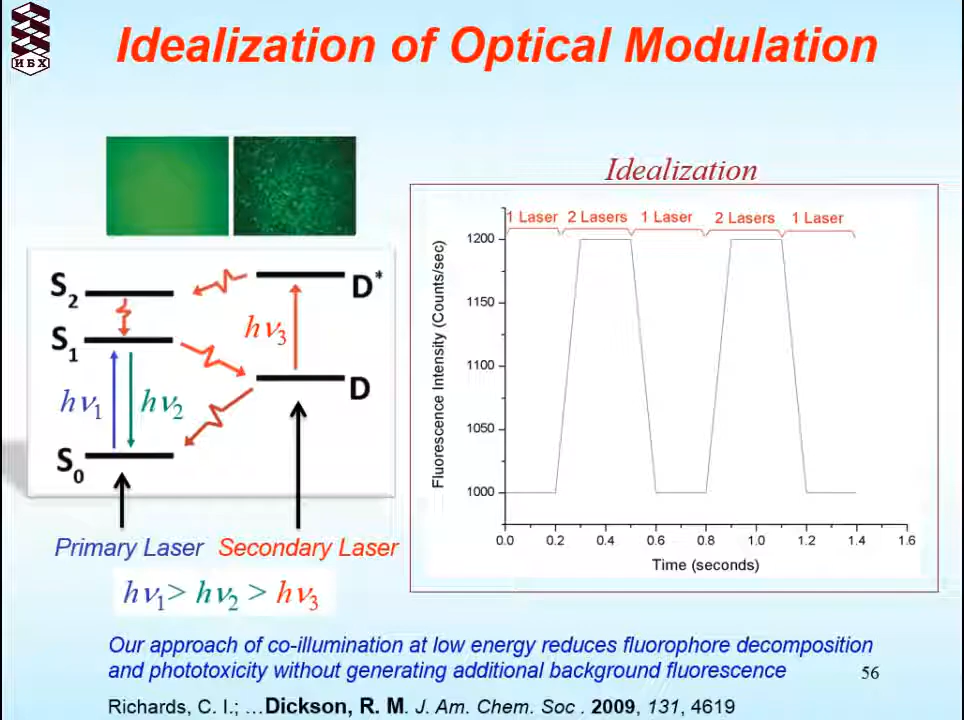 ИБХ
Idealization of Optical Modulation
Idealization
1 Laser 2 Lasers 1 Laser 2 Lasers 1 Laser
Fluorescence Intensity (Counts/sec)
1200
1150
1100
1050
1000
0.0 0.2 0.4 0.6 0.8 1.0 1.2 1.4 1.6
Time (seconds)
S2
D*
hν3
S1
D
hν1
hν2
S0
Primary Laser Secondary Laser
hν1> hν2 > hν3
Our approach of co-illumination at low energy reduces fluorophore decomposition
and phototoxicity without generating additional background fluorescence
56
Richards, C. I.; …Dickson, R. M. J. Am. Chem. Soc . 2009, 131, 4619